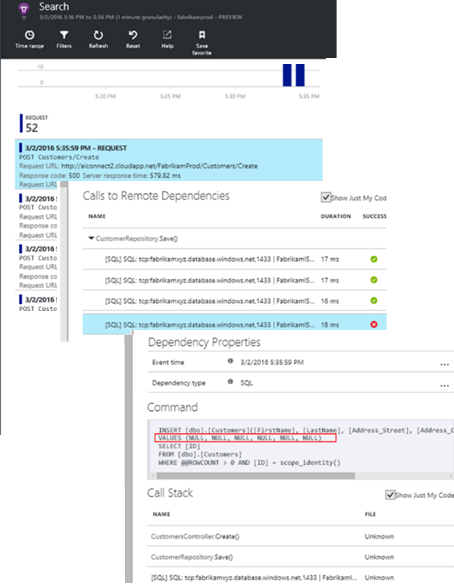 Search
3/2/2016 5:16 PM to 5:36 PM (1 minute granularity) - fabrikamprod - PREVIEW
Time range
Filters
Refresh
Reset
Help
Save favorite
10
0
5:20 PM
5:25 PM
5:30 PM
5:35 PM
REQUEST
52
3/2/2016 5:35:59 PM - REQUEST
POST Customers/Create
Request URL: http://aiconnect2.cloudapp.net/FabrikamProd/Customers/Create
Response code: 500 Server response time: 579.82 ms
Request URL
3/2/2016 5
POST Custo
Request URL
Response co
Request URL
3/2/2016 5
POST Custo
Request URL
Response co
Request URL
3/2/2016
POST Custo
Calls to Remote Dependencies
Show Just My Cod
NAME
DURATION
SUCCESS
CustomerRepository.Save()
[SQL] SQL: tcp:fabrikamxyz.database.windows.net,1433 | FabrikamIS...
17 ms
[SQL] SQL: tcp:fabrikamxyz.database.windows.net,1433 | FabrikamIS...
17 ms
[SQL] SQL: tcp:fabrikamxyz.database.windows.net,1433 | FabrikamIS...
16 ms
[SQL] SQL: tcp:fabrikamxyz.database.windows.net,1433 | FabrikamIS...
18 ms
Dependency Properties
Event time
3/2/2016 5:35:59 PM
...
Dependency type
SQL
...
Command
INSERT [dbo].[Customers]([FirstName], [LastName], [Address_Street], [Address_C
VALUES (NULL, NULL, NULL, NULL, NULL, NULL)
SELECT [ID]
FROM [dbo].[Customers]
WHERE @@ROWCOUNT > 0 AND [ID] = scope_identity()
Call Stack
Show Just My Code
NAME
FILE
CustomersController.Create()
Unknown
CustomerRepository.Save()
Unknown
[SQL] SQL: tcp:fabrikamxyz.database.windows.net,1433 | FabrikamI...
Unknown